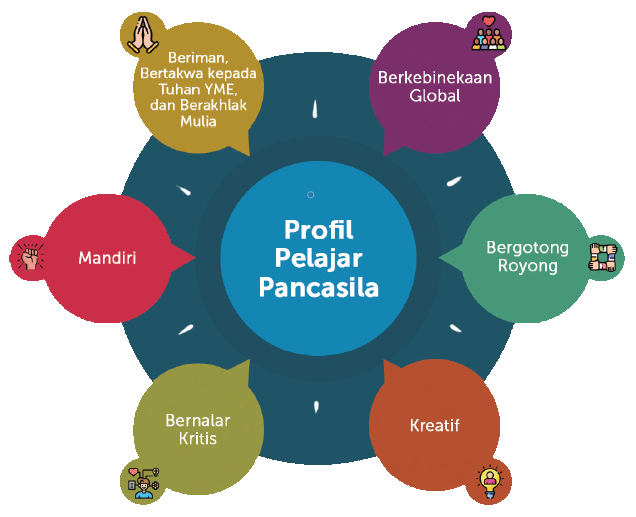 Beriman,
Bertakwa kepada
Tuhan YME,
dan Berakhlak
Mulia
Berkebinekaan
Global
Mandiri
Profil
Pelajar
Pancasila
Bergotong
Royong
Bernalar
Kritis
Kreatif